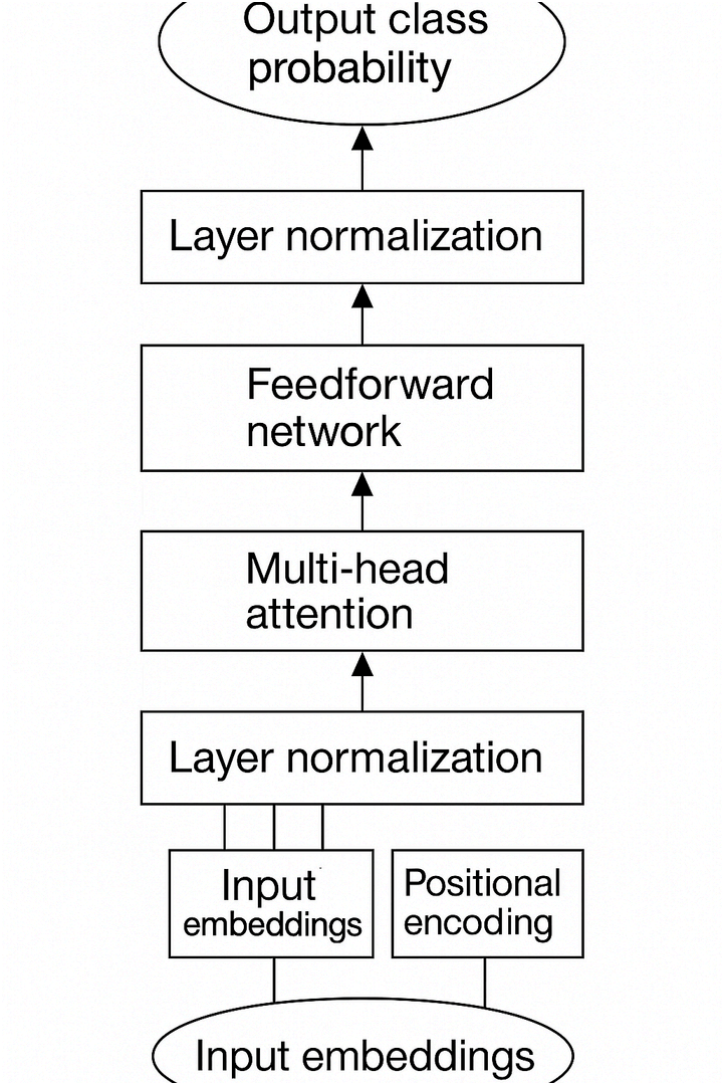 Output class
probability
Layer normalization
Feedforward
network
Multi-head
attention
Layer normalization
Input
embeddings
Positional
encoding
Input embeddings